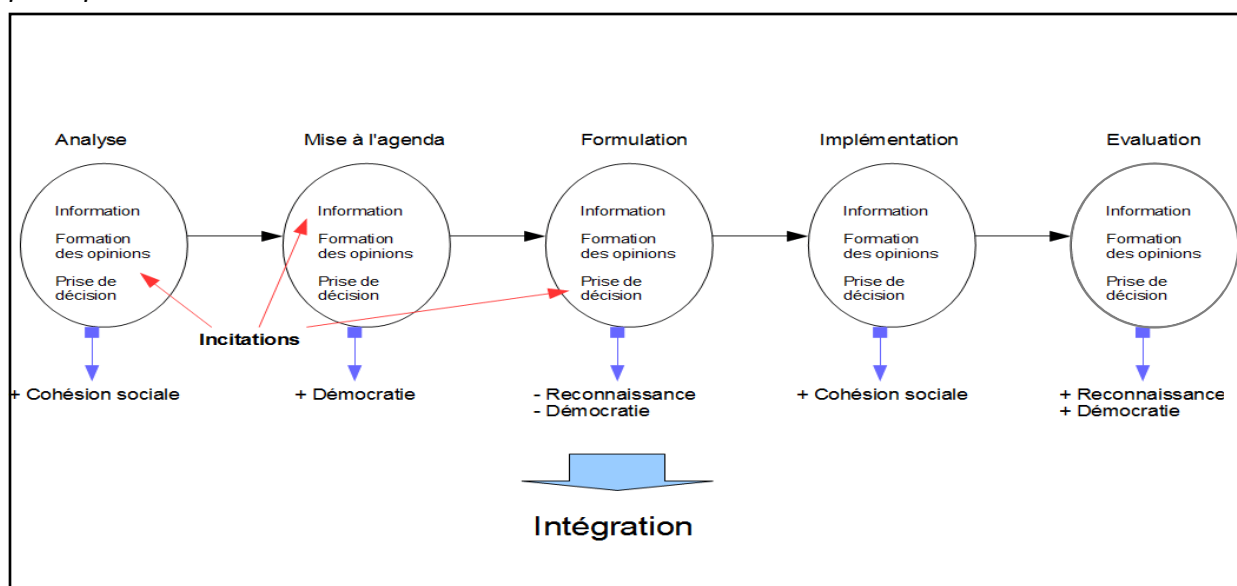 Analyse
Mise à l'agenda
Formulation
Implémentation
Evaluation
Information
Formation
des opinions
Prise de
décision
Information
Formation
des opinions
Prise de
décision
Information
Formation
des opinions
Prise de
décision
Information
Formation
des opinions
Prise de
décision
Information
Formation
des opinions
Prise de
décision
Incitations
+ Cohésion sociale
+ Démocratie
- Reconnaissance
- Démocratie
+ Cohésion sociale
+ Reconnaissance
+ Démocratie
Intégration